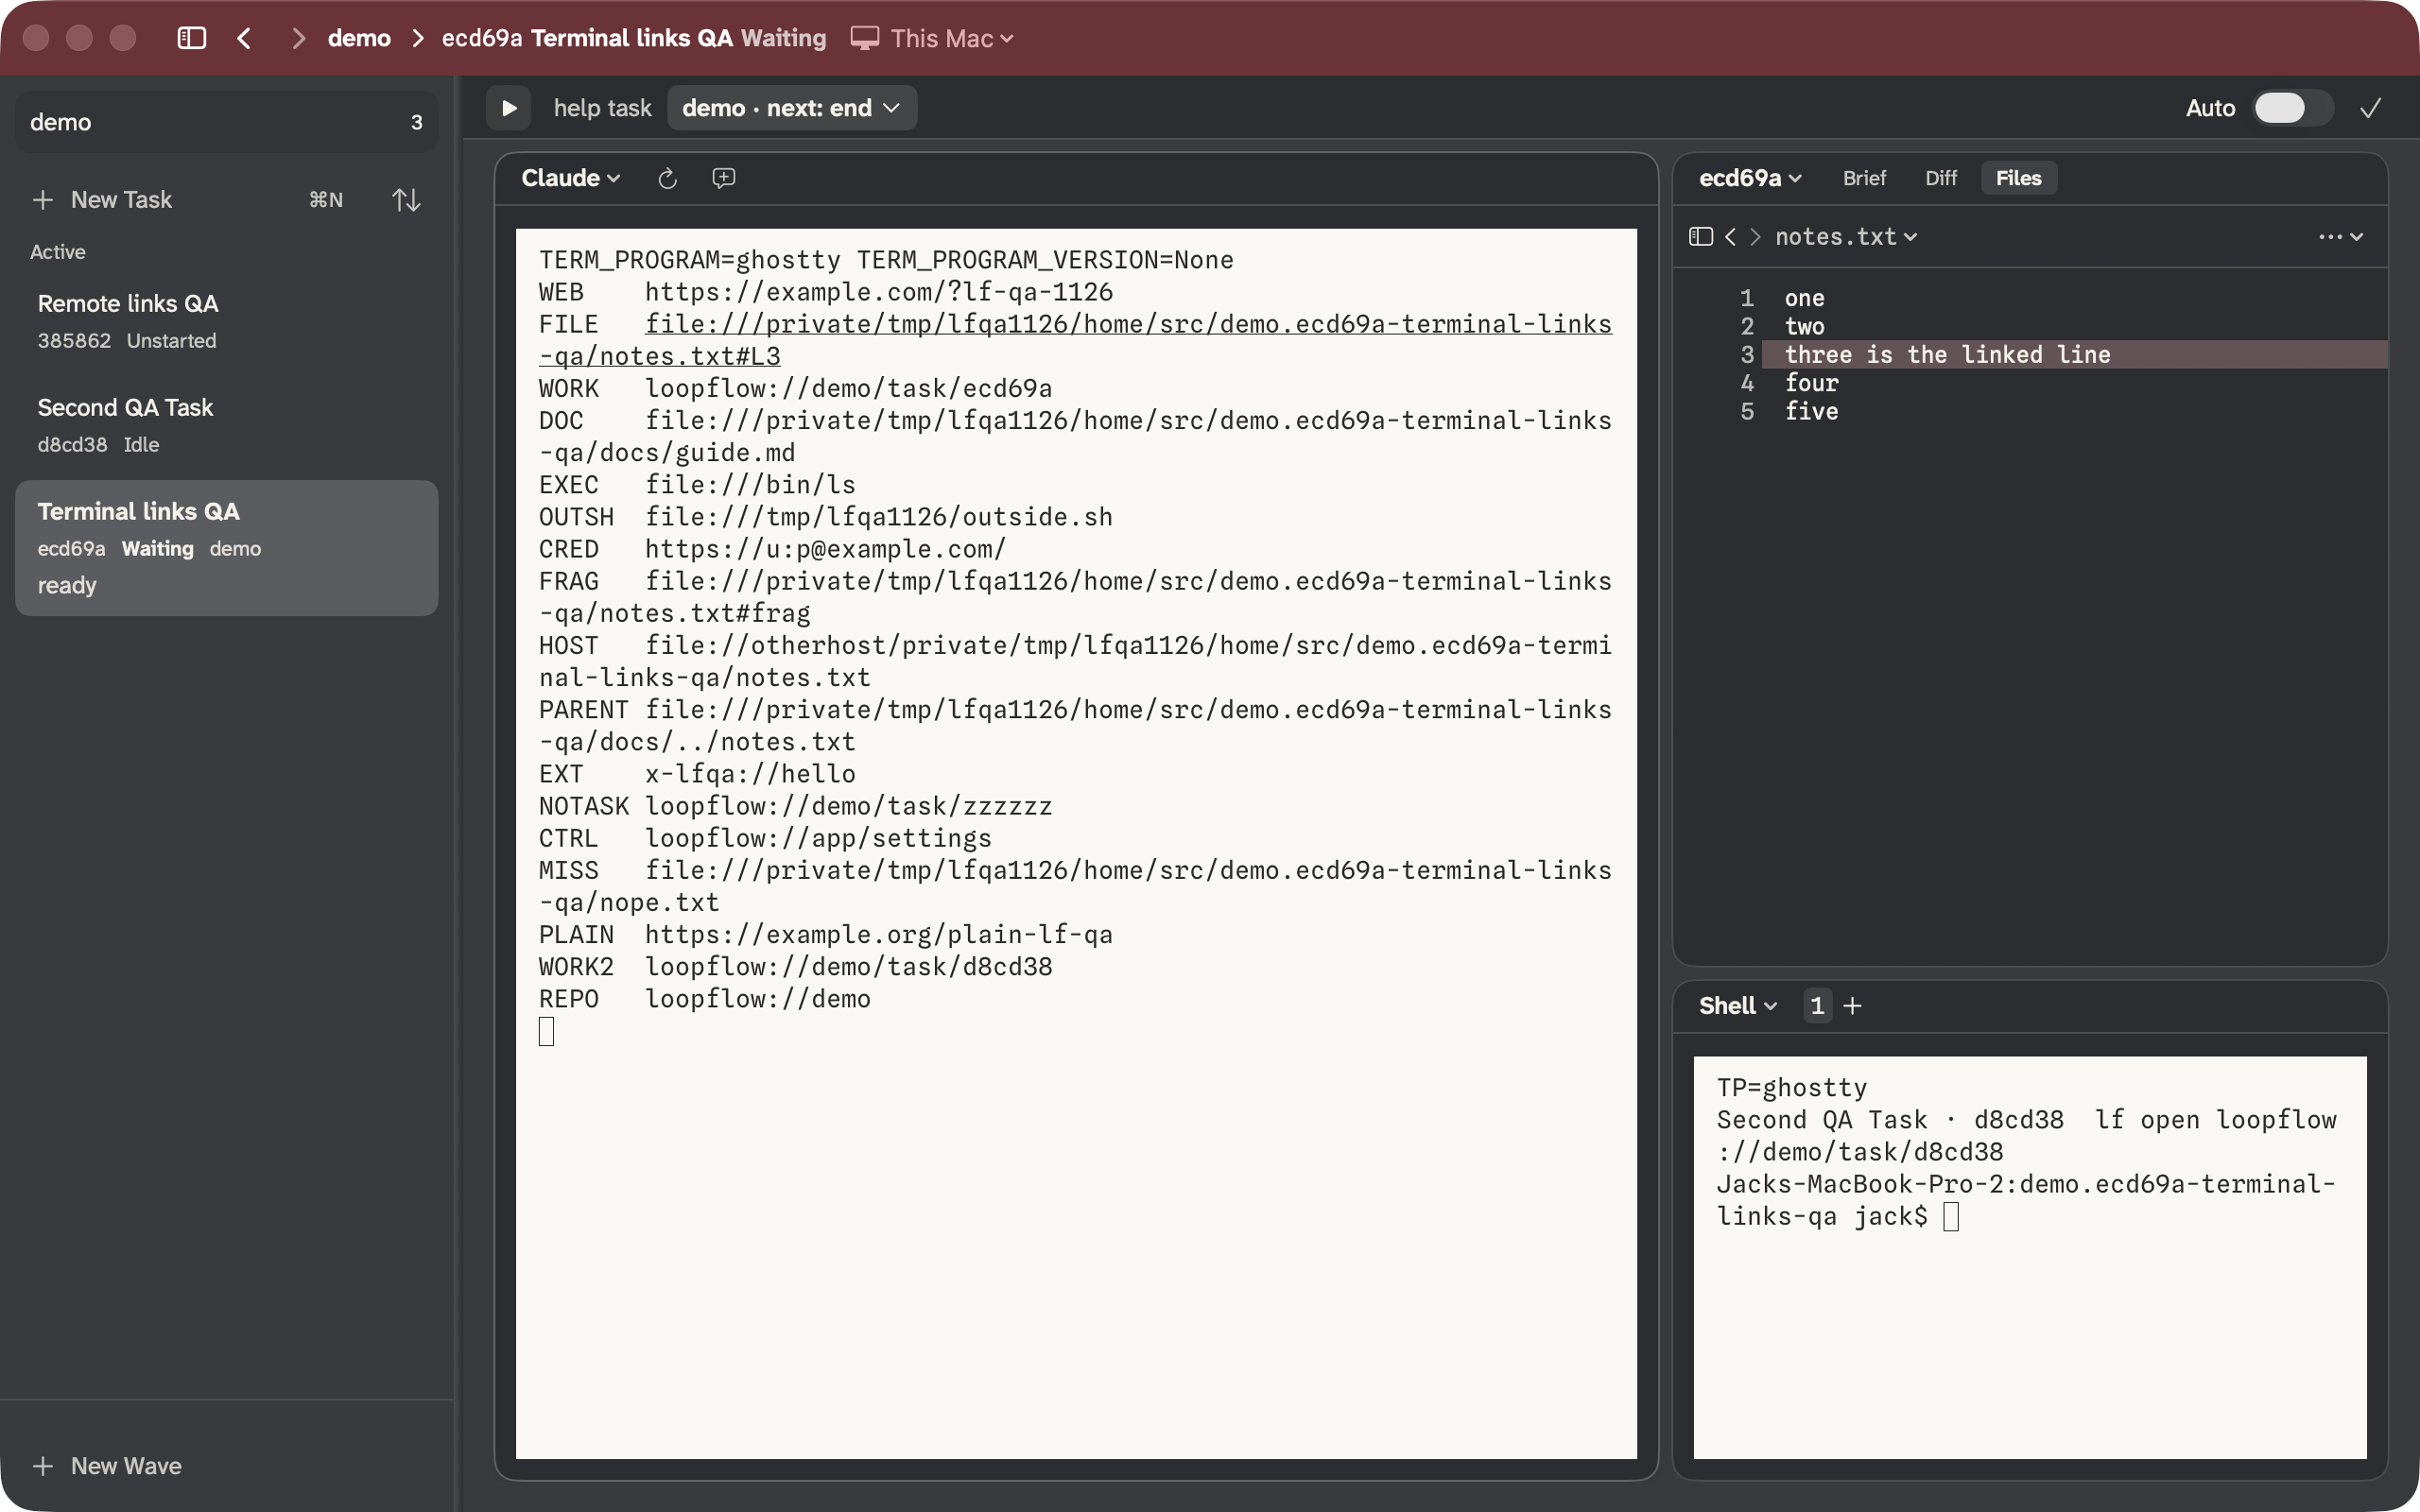 demo > ecd69a Terminal links QA Waiting This Mac
demo 3
New Task ⌘N
Active
Remote links QA
385862 Unstarted
Second QA Task
d8cd38 Idle
Terminal links QA
ecd69a Waiting demo
ready
New Wave
help task demo · next: end
Auto
Claude
TERM_PROGRAM=ghostty TERM_PROGRAM_VERSION=None
WEB    https://example.com/?lf-qa-1126
FILE   file:///private/tmp/lfqa1126/home/src/demo.ecd69a-terminal-links
-qa/notes.txt#L3
WORK   loopflow://demo/task/ecd69a
DOC    file:///private/tmp/lfqa1126/home/src/demo.ecd69a-terminal-links
-qa/docs/guide.md
EXEC   file:///bin/ls
OUTSH  file:///tmp/lfqa1126/outside.sh
CRED   https://u:p@example.com/
FRAG   file:///private/tmp/lfqa1126/home/src/demo.ecd69a-terminal-links
-qa/notes.txt#frag
HOST   file://otherhost/private/tmp/lfqa1126/home/src/demo.ecd69a-termi
nal-links-qa/notes.txt
PARENT file:///private/tmp/lfqa1126/home/src/demo.ecd69a-terminal-links
-qa/docs/../notes.txt
EXT    x-lfqa://hello
NOTASK loopflow://demo/task/zzzzzz
CTRL   loopflow://app/settings
MISS   file:///private/tmp/lfqa1126/home/src/demo.ecd69a-terminal-links
-qa/nope.txt
PLAIN  https://example.org/plain-lf-qa
WORK2  loopflow://demo/task/d8cd38
REPO   loopflow://demo
ecd69a Brief Diff Files
notes.txt
1 one
2 two
3 three is the linked line
4 four
5 five
Shell 1 +
TP=ghostty
Second QA Task · d8cd38  lf open loopflow
://demo/task/d8cd38
Jacks-MacBook-Pro-2:demo.ecd69a-terminal-
links-qa jack$